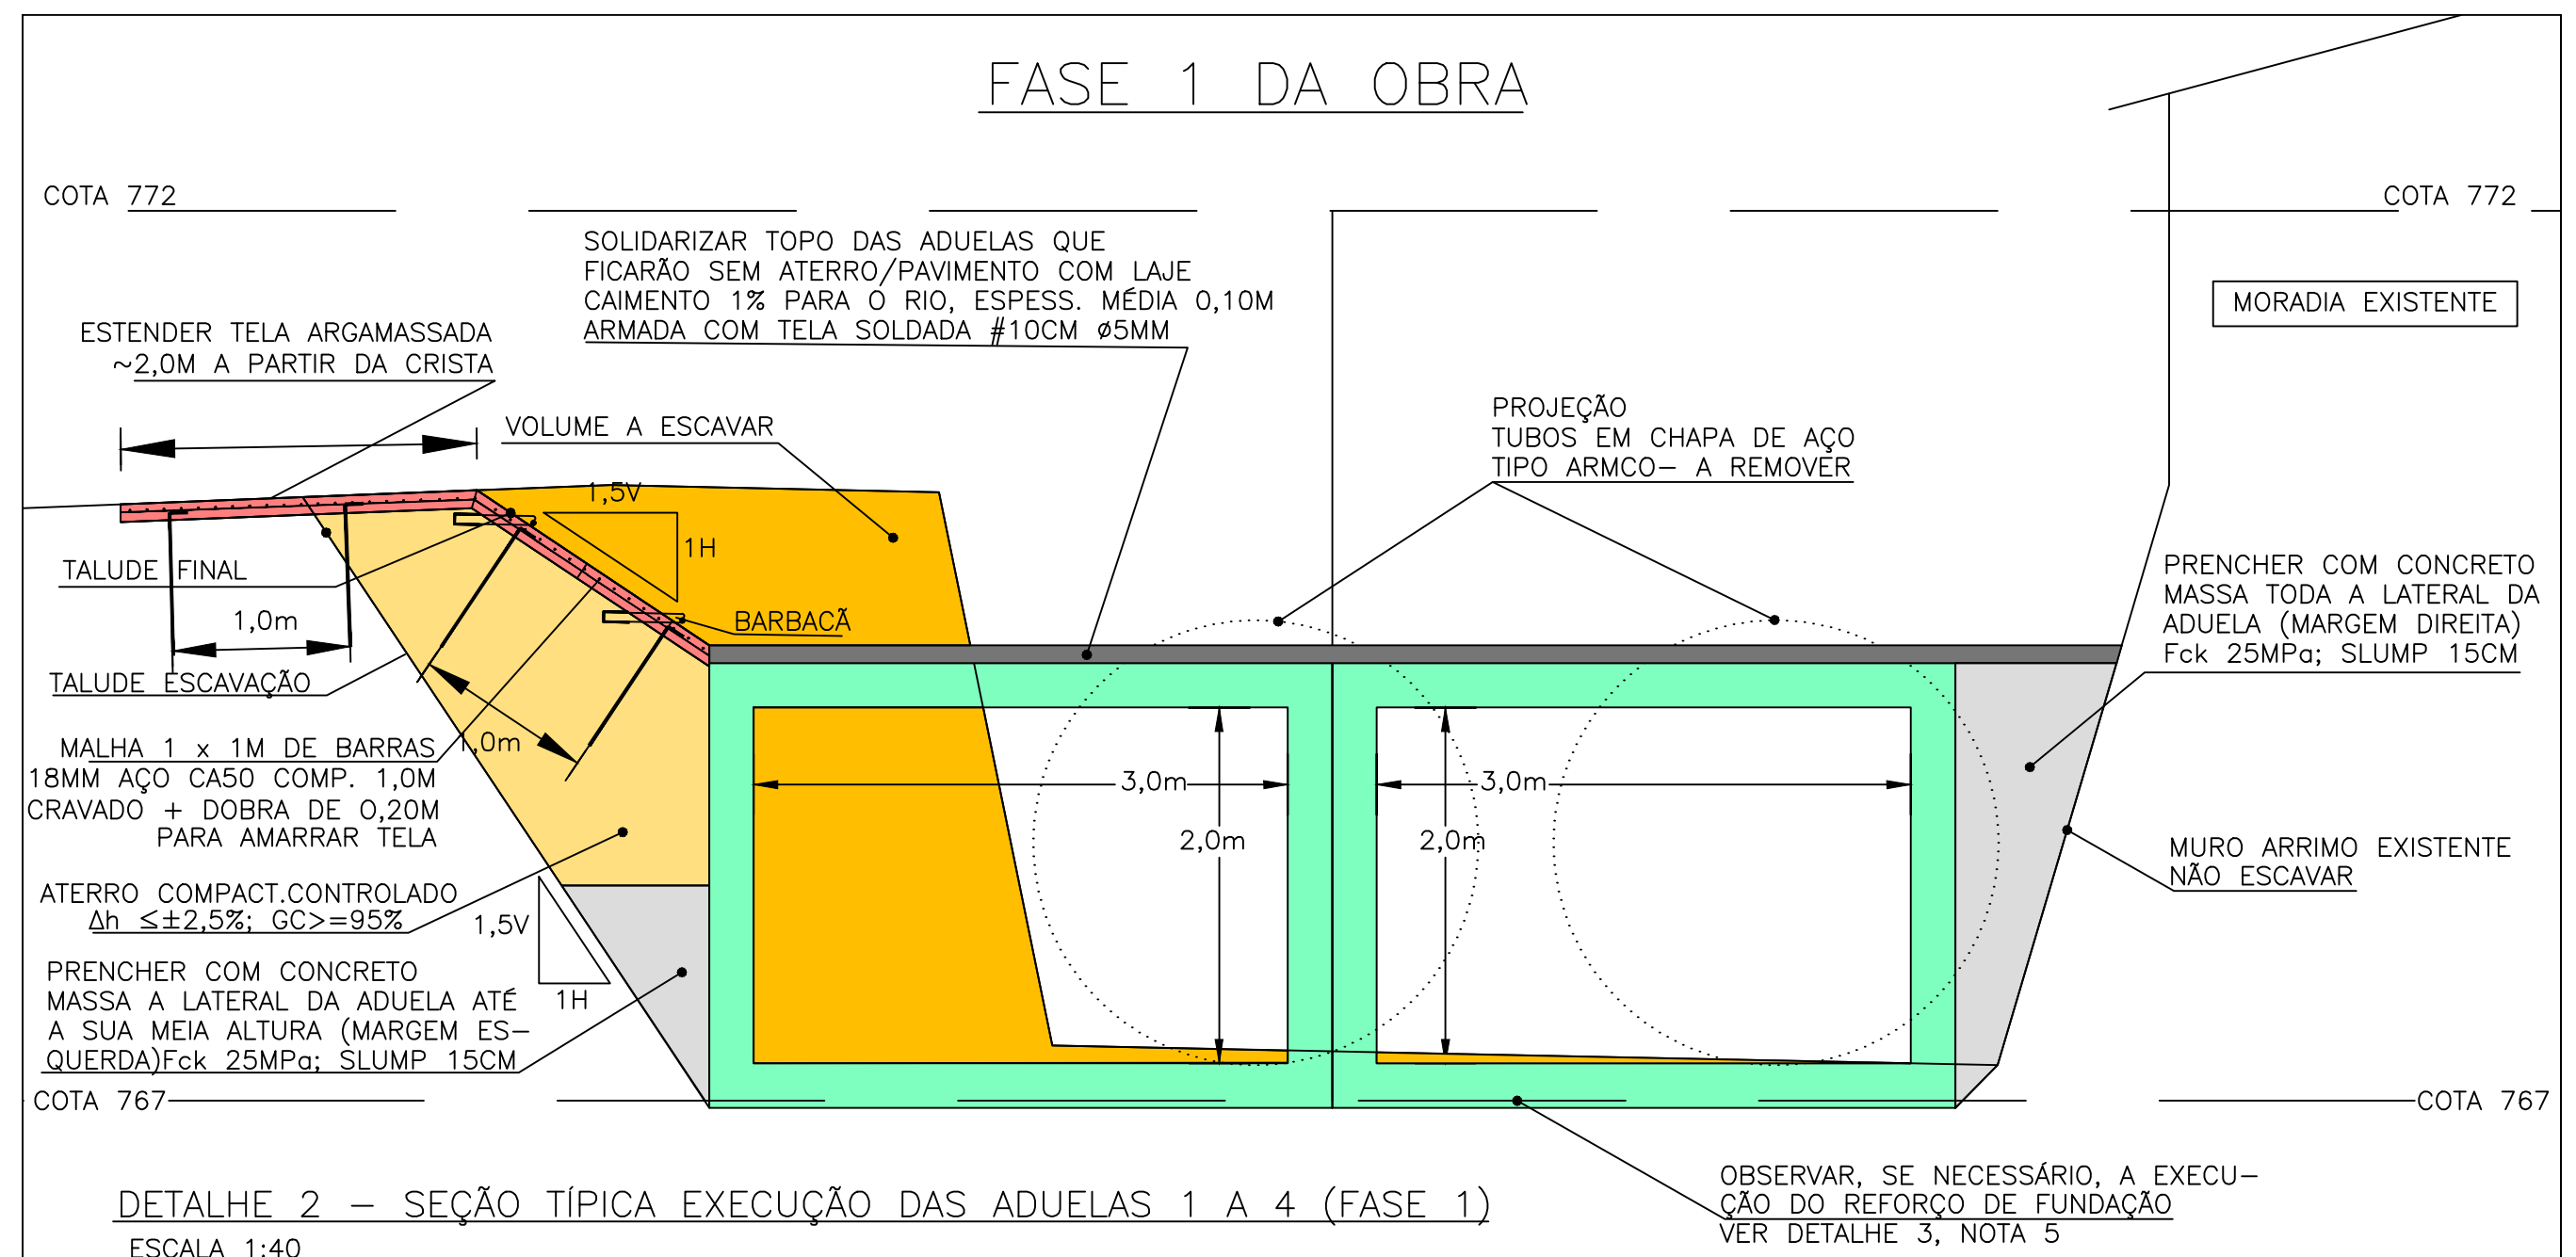 FASE 1 DA OBRA
COTA 772
COTA 772
SOLIDARIZAR TOPO DAS ADUELAS QUE
FICARÃO SEM ATERRO/PAVIMENTO COM LAJE
CAIMENTO 1% PARA O RIO, ESPESS. MÉDIA 0,10M
ARMADA COM TELA SOLDADA #10CM ø5MM
MORADIA EXISTENTE
ESTENDER TELA ARGAMASSADA
~2,0M A PARTIR DA CRISTA
VOLUME A ESCAVAR
PROJEÇÃO
TUBOS EM CHAPA DE AÇO
TIPO ARMCO- A REMOVER
1,5V
1H
TALUDE FINAL
1,0m
BARBACÃ
PRENCHER COM CONCRETO
MASSA TODA A LATERAL DA
ADUELA (MARGEM DIREITA)
Fck 25MPa; SLUMP 15CM
TALUDE ESCAVAÇÃO
1,0m
MALHA 1 x 1M DE BARRAS
18MM AÇO CA50 COMP. 1,0M
CRAVADO + DOBRA DE 0,20M
PARA AMARRAR TELA
3,0m
3,0m
2,0m
2,0m
MURO ARRIMO EXISTENTE
NÃO ESCAVAR
ATERRO COMPACT.CONTROLADO
Δh ≤±2,5%; GC>=95%
1,5V
1H
PRENCHER COM CONCRETO
MASSA A LATERAL DA ADUELA ATÉ
A SUA MEIA ALTURA (MARGEM ES-
QUERDA)Fck 25MPa; SLUMP 15CM
COTA 767
COTA 767
OBSERVAR, SE NECESSÁRIO, A EXECU-
ÇÃO DO REFORÇO DE FUNDAÇÃO
VER DETALHE 3, NOTA 5
DETALHE 2 - SEÇÃO TÍPICA EXECUÇÃO DAS ADUELAS 1 A 4 (FASE 1)
ESCALA 1:40